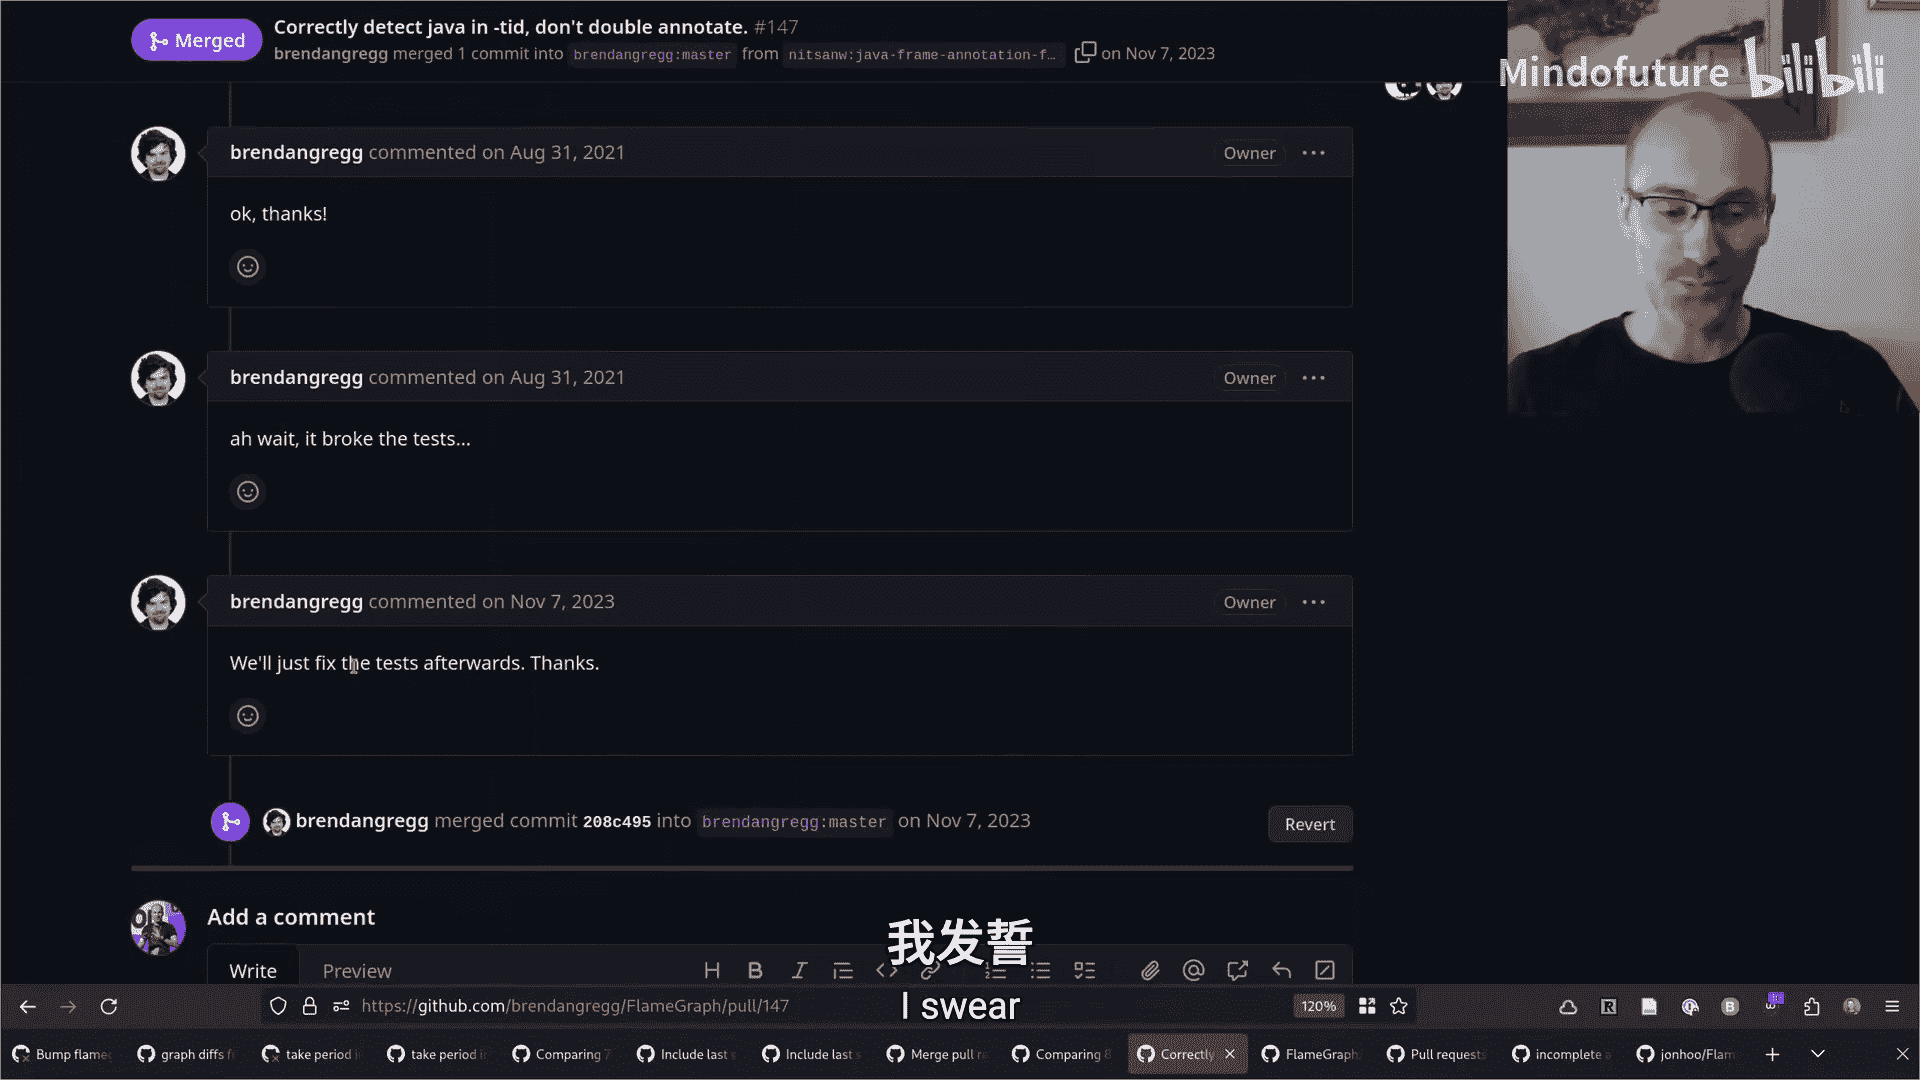 Merged
Correctly detect java in -tid, don't double annotate. #147
brendangregg merged 1 commit into brendangregg:master from nitsanw:java-frame-annotation-f… on Nov 7, 2023
Mindofuture bilibili
brendangregg commented on Aug 31, 2021
Owner
ok, thanks!
brendangregg commented on Aug 31, 2021
Owner
ah wait, it broke the tests...
brendangregg commented on Nov 7, 2023
Owner
We'll just fix the tests afterwards. Thanks.
brendangregg merged commit 208c495 into brendangregg:master on Nov 7, 2023
Revert
Add a comment
我发誓
Write
Preview
https://github.com/brendangregg/FlameGraph/pull/147
I swear
120%
Bump flame
graph diffs f
take period i
take period i
Comparing 7
Include last s
Include last s
Merge pull r
Comparing 8
Correctly
FlameGraph
Pull requests
incomplete
jonhoo/Flam